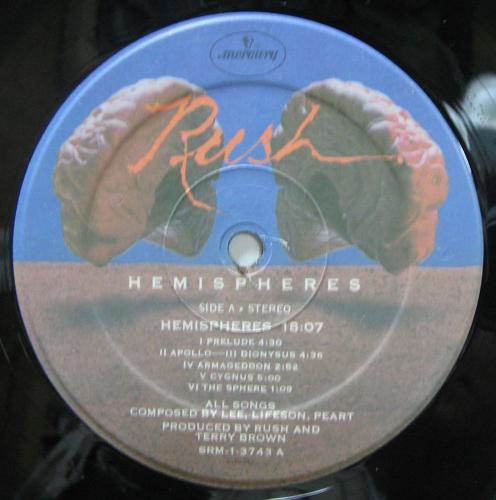 mercury
Rush
HEMISPHERES
SIDE A • STEREO
HEMISPHERES 18:07
I PRELUDE 4:30
II APOLLO—III DIONYSUS 4:36
IV ARMAGEDDON 2:52
V CYGNUS 5:00
VI THE SPHERE 1:09
ALL SONGS
COMPOSED BY LEE, LIFESON, PEART
PRODUCED BY RUSH AND
TERRY BROWN
SRM-1-3743 A